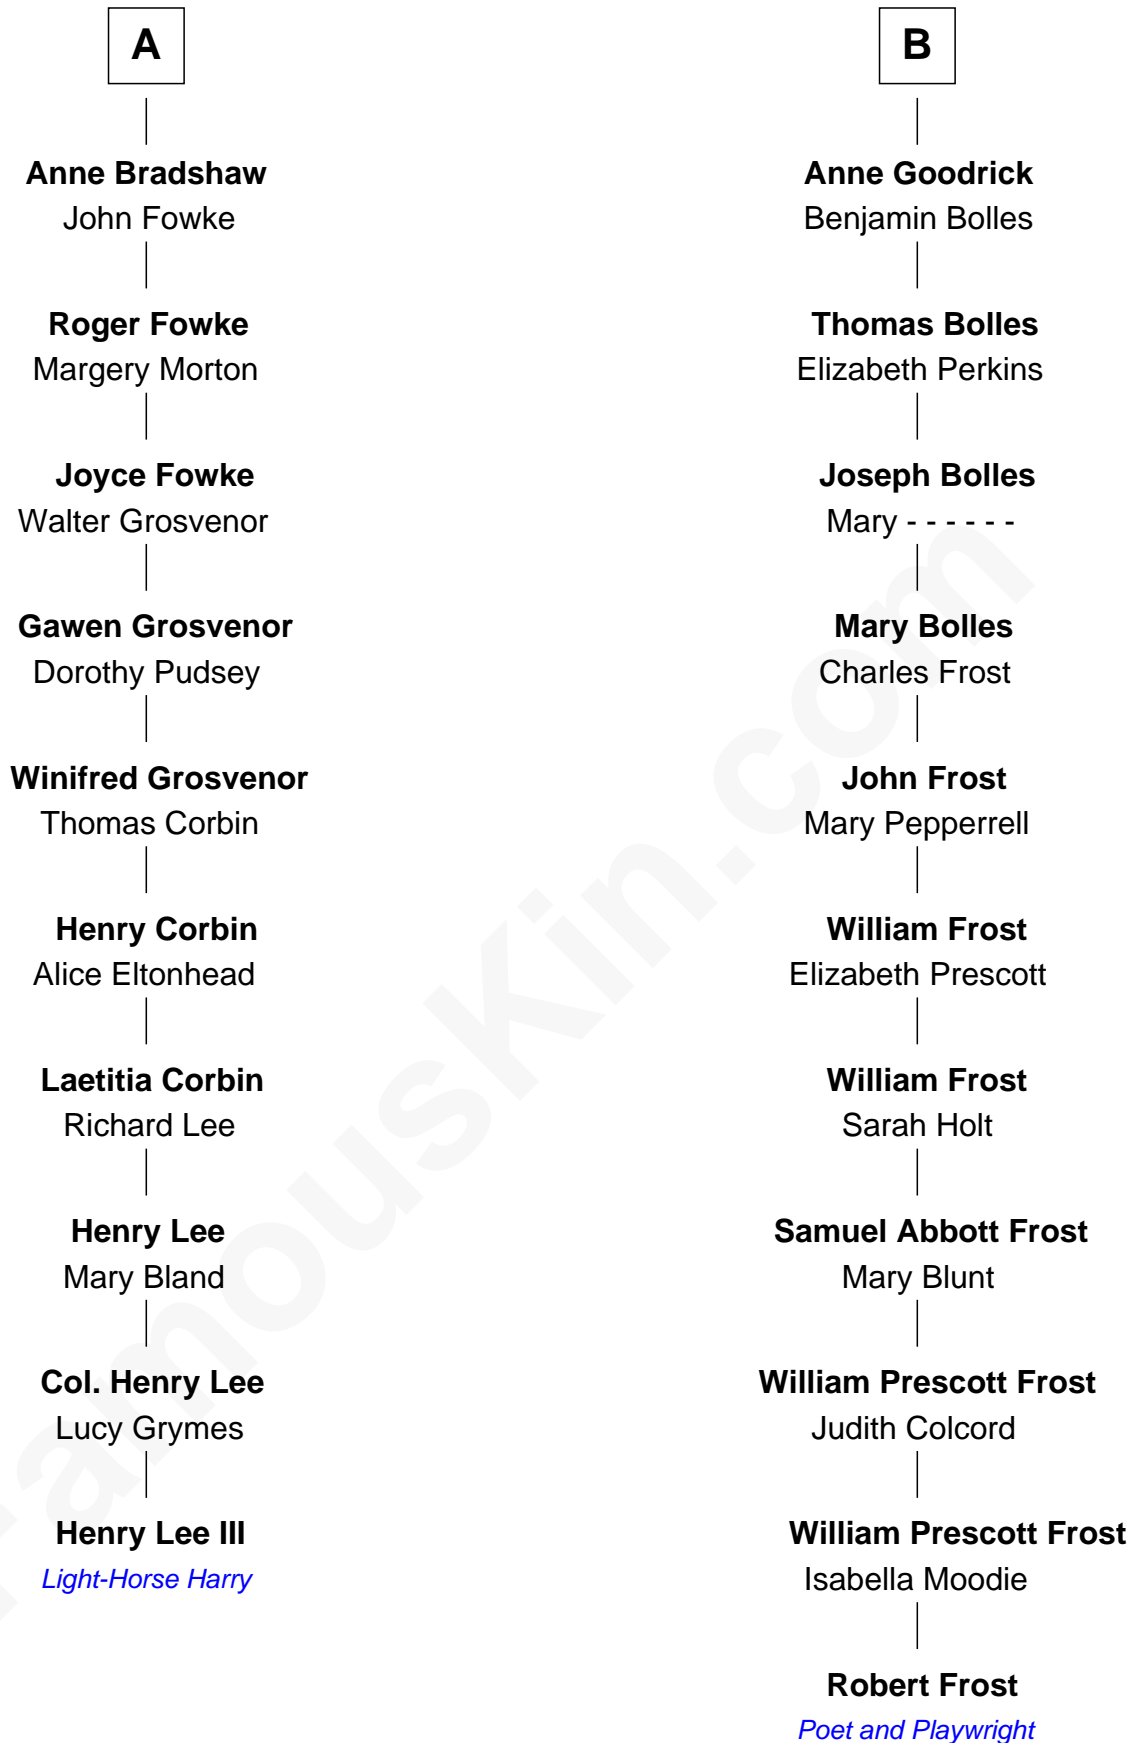 A
Anne Bradshaw
John Fowke
Roger Fowke
Margery Morton
Joyce Fowke
Walter Grosvenor
Gawen Grosvenor
Dorothy Pudsey
Winifred Grosvenor
Thomas Corbin
Henry Corbin
Alice Eltonhead
Laetitia Corbin
Richard Lee
Henry Lee
Mary Bland
Col. Henry Lee
Lucy Grymes
Henry Lee III
Light-Horse Harry
B
Anne Goodrick
Benjamin Bolles
Thomas Bolles
Elizabeth Perkins
Joseph Bolles
Mary - - - - - -
Mary Bolles
Charles Frost
John Frost
Mary Pepperrell
William Frost
Elizabeth Prescott
William Frost
Sarah Holt
Samuel Abbott Frost
Mary Blunt
William Prescott Frost
Judith Colcord
William Prescott Frost
Isabella Moodie
Robert Frost
Poet and Playwright
FamousKin.com